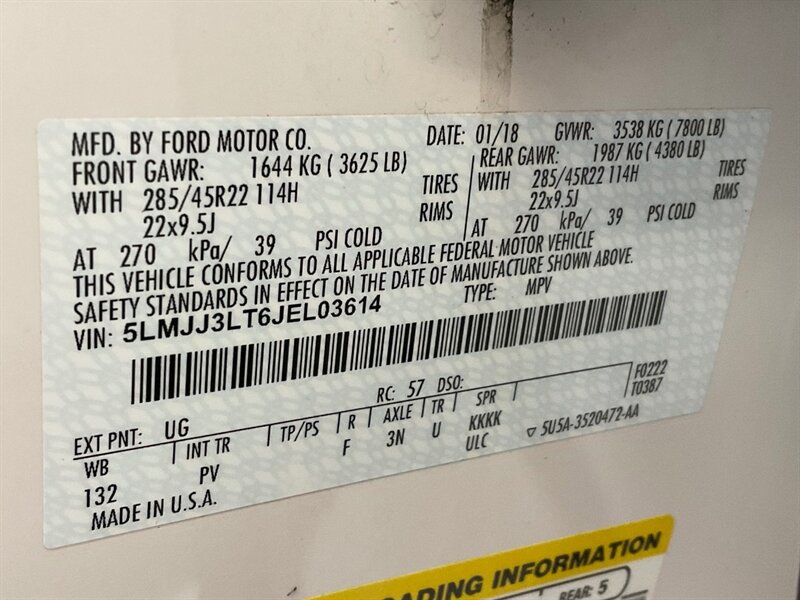 MFD. BY FORD MOTOR CO. DATE: 01/18 GVWR: 3538 KG ( 7800 LB)
FRONT GAWR: 1644 KG ( 3625 LB) REAR GAWR: 1987 KG ( 4380 LB)
WITH 285/45R22 114H TIRES WITH 285/45R22 114H TIRES
22x9.5J RIMS 22x9.5J RIMS
AT 270 kPa/ 39 PSI COLD AT 270 kPa/ 39 PSI COLD
THIS VEHICLE CONFORMS TO ALL APPLICABLE FEDERAL MOTOR VEHICLE
SAFETY STANDARDS IN EFFECT ON THE DATE OF MANUFACTURE SHOWN ABOVE.
VIN: 5LMJJ3LT6JEL03614 TYPE: MPV
EXT PNT: UG RC: 57 DSO: F0222
T0387
WB INT TR TP/PS R AXLE TR SPR
132 PV F 3N U KKKK
ULC ▽ 5U5A-3520472-AA
MADE IN U.S.A.
ADING INFORMATION
REAR: 5